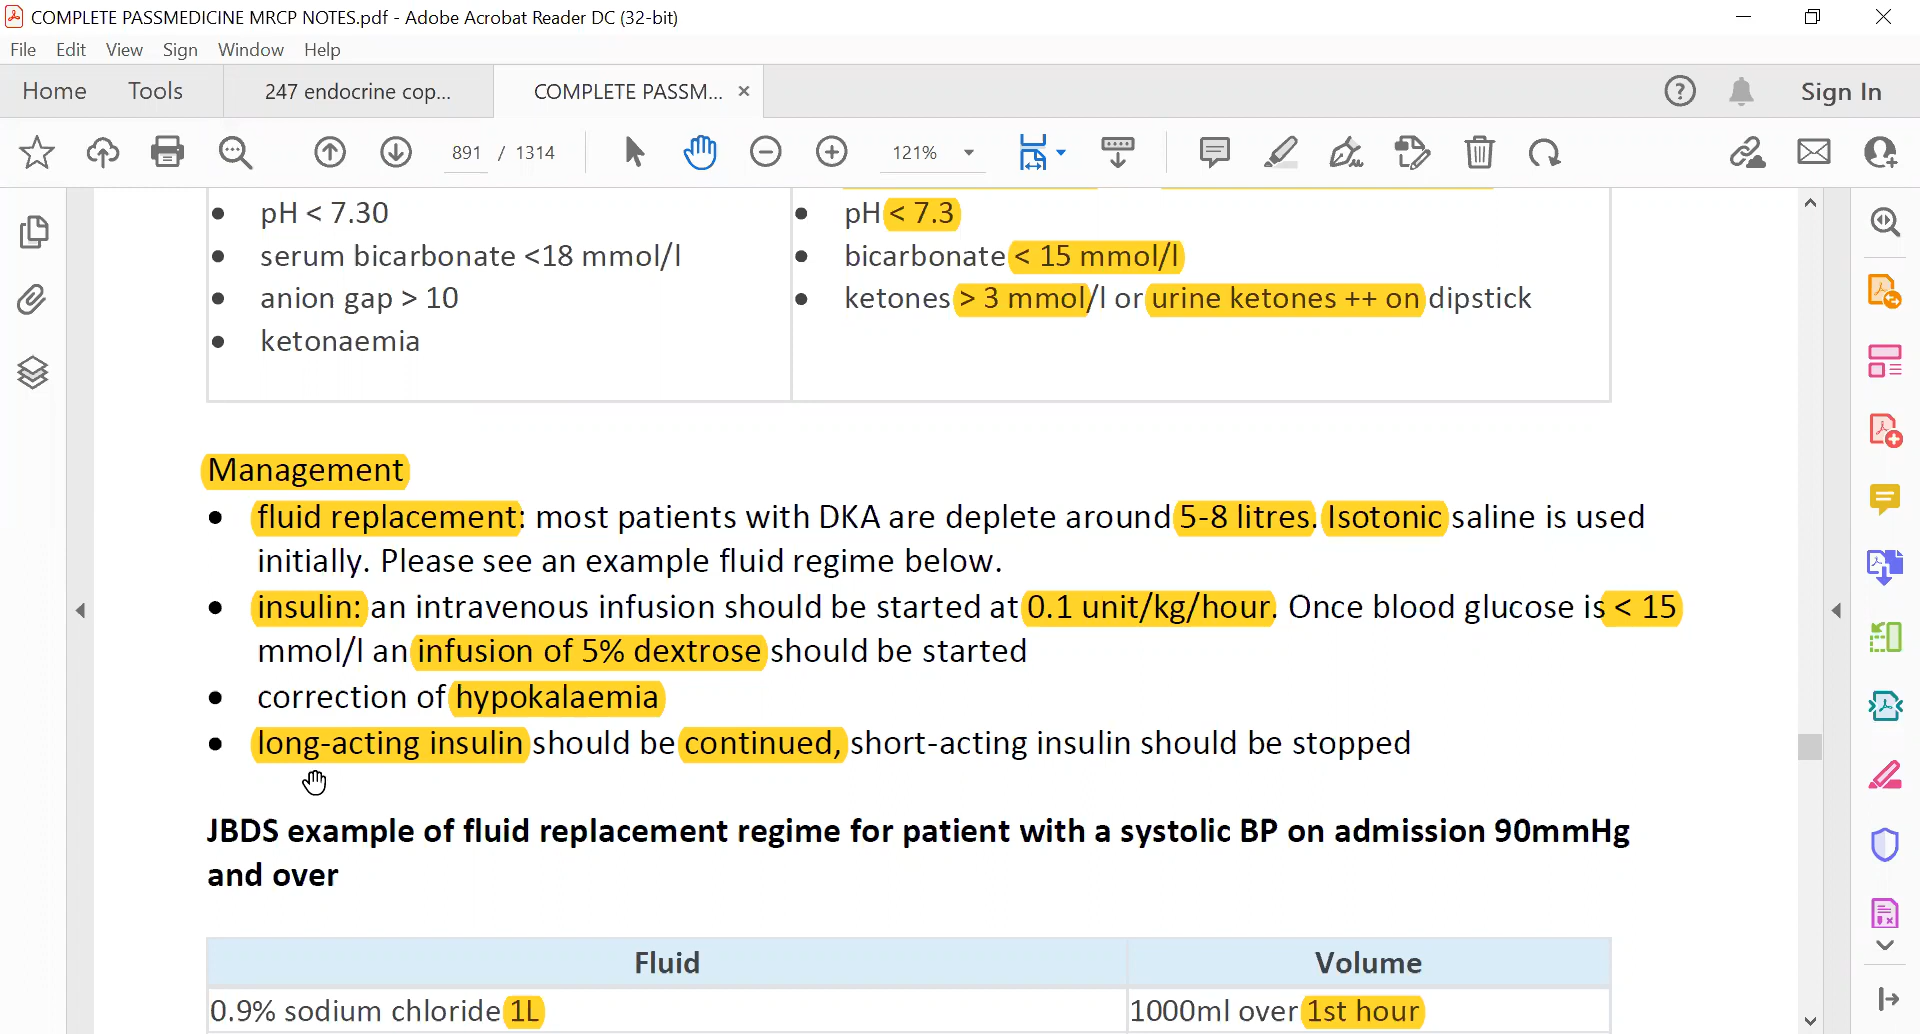 COMPLETE PASSMEDICINE MRCP NOTES.pdf - Adobe Acrobat Reader DC (32-bit)
File Edit View Sign Window Help
Home Tools 247 endocrine cop... COMPLETE PASSM... × Sign In
891 / 1314 121%
• pH < 7.30
• serum bicarbonate <18 mmol/l
• anion gap > 10
• ketonaemia
• pH < 7.3
• bicarbonate < 15 mmol/l
• ketones > 3 mmol/l or urine ketones ++ on dipstick
Management
• fluid replacement: most patients with DKA are deplete around 5-8 litres. Isotonic saline is used
initially. Please see an example fluid regime below.
• insulin: an intravenous infusion should be started at 0.1 unit/kg/hour. Once blood glucose is < 15
mmol/l an infusion of 5% dextrose should be started
• correction of hypokalaemia
• long-acting insulin should be continued, short-acting insulin should be stopped
JBDS example of fluid replacement regime for patient with a systolic BP on admission 90mmHg
and over
Fluid Volume
0.9% sodium chloride 1L 1000ml over 1st hour